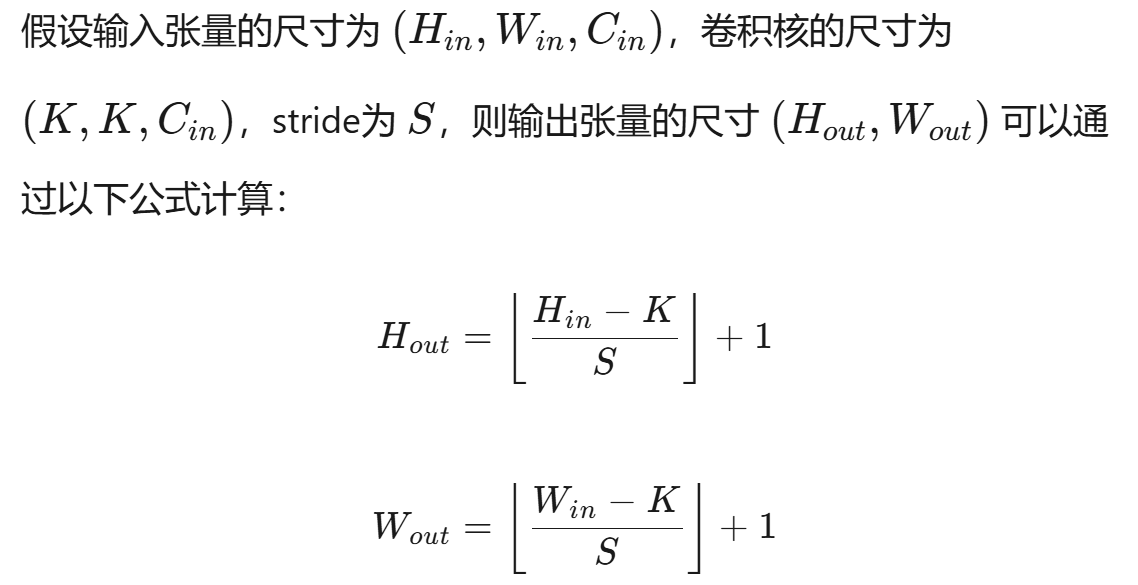 假设输入张量的尺寸为 $(H_{in}, W_{in}, C_{in})$，卷积核的尺寸为
$(K, K, C_{in})$，stride为 $S$，则输出张量的尺寸 $(H_{out}, W_{out})$ 可以通
过以下公式计算：
$H_{out} = \left\lfloor \frac{H_{in} - K}{S} \right\rfloor + 1$
$W_{out} = \left\lfloor \frac{W_{in} - K}{S} \right\rfloor + 1$